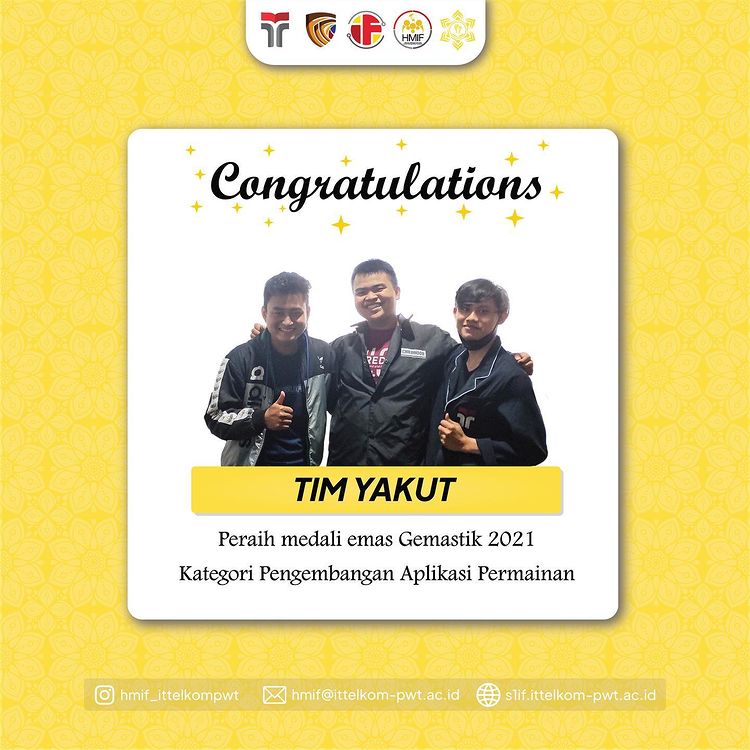 HMIF
Congratulations
TIM YAKUT
Peraih medali emas Gemastik 2021
Kategori Pengembangan Aplikasi Permainan
hmif_ittelkompwt
hmif@ittelkom-pwt.ac.id
s1if.ittelkom-pwt.ac.id